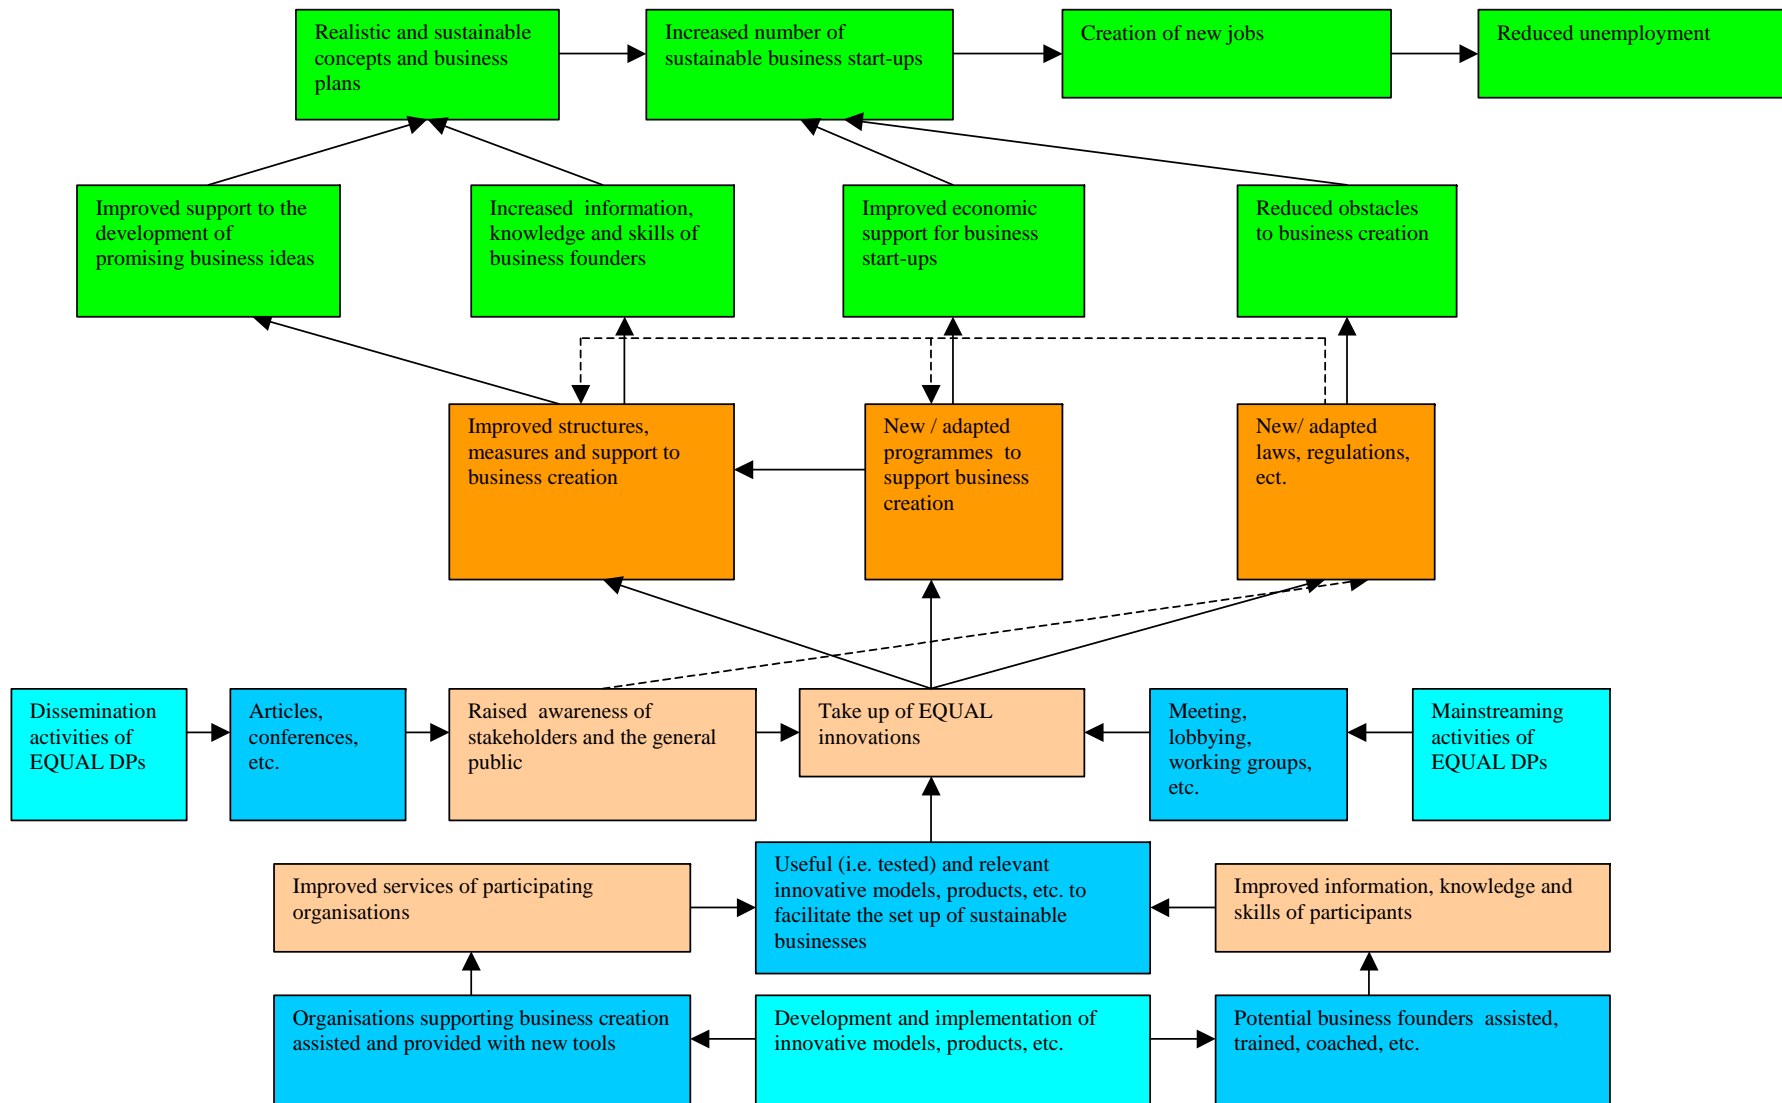 Realistic and sustainable
concepts and business
plans
Increased number of
sustainable business start-ups
Creation of new jobs
Reduced unemployment
Improved support to the
development of
promising business ideas
Increased  information,
knowledge and skills of
business founders
Improved economic
support for business
start-ups
Reduced obstacles
to business creation
Improved structures,
measures and support to
business creation
New / adapted
programmes  to
support business
creation
New/ adapted
laws, regulations,
ect.
Dissemination
activities of
EQUAL DPs
Articles,
conferences,
etc.
Raised  awareness of
stakeholders and the general
public
Take up of EQUAL
innovations
Meeting,
lobbying,
working groups,
etc.
Mainstreaming
activities of
EQUAL DPs
Improved services of participating
organisations
Useful (i.e. tested) and relevant
innovative models, products, etc. to
facilitate the set up of sustainable
businesses
Improved information, knowledge and
skills of participants
Organisations supporting business creation
assisted and provided with new tools
Development and implementation of
innovative models, products, etc.
Potential business founders  assisted,
trained, coached, etc.